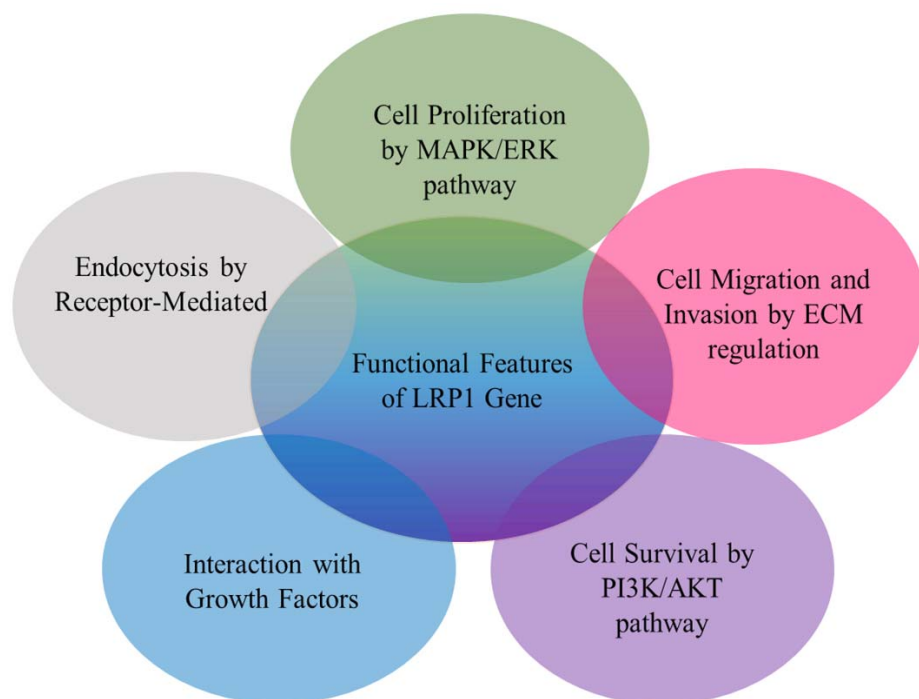 Cell Proliferation
by MAPK/ERK
pathway
Endocytosis by
Receptor-Mediated
Cell Migration and
Invasion by ECM
regulation
Functional Features
of LRP1 Gene
Interaction with
Growth Factors
Cell Survival by
PI3K/AKT
pathway